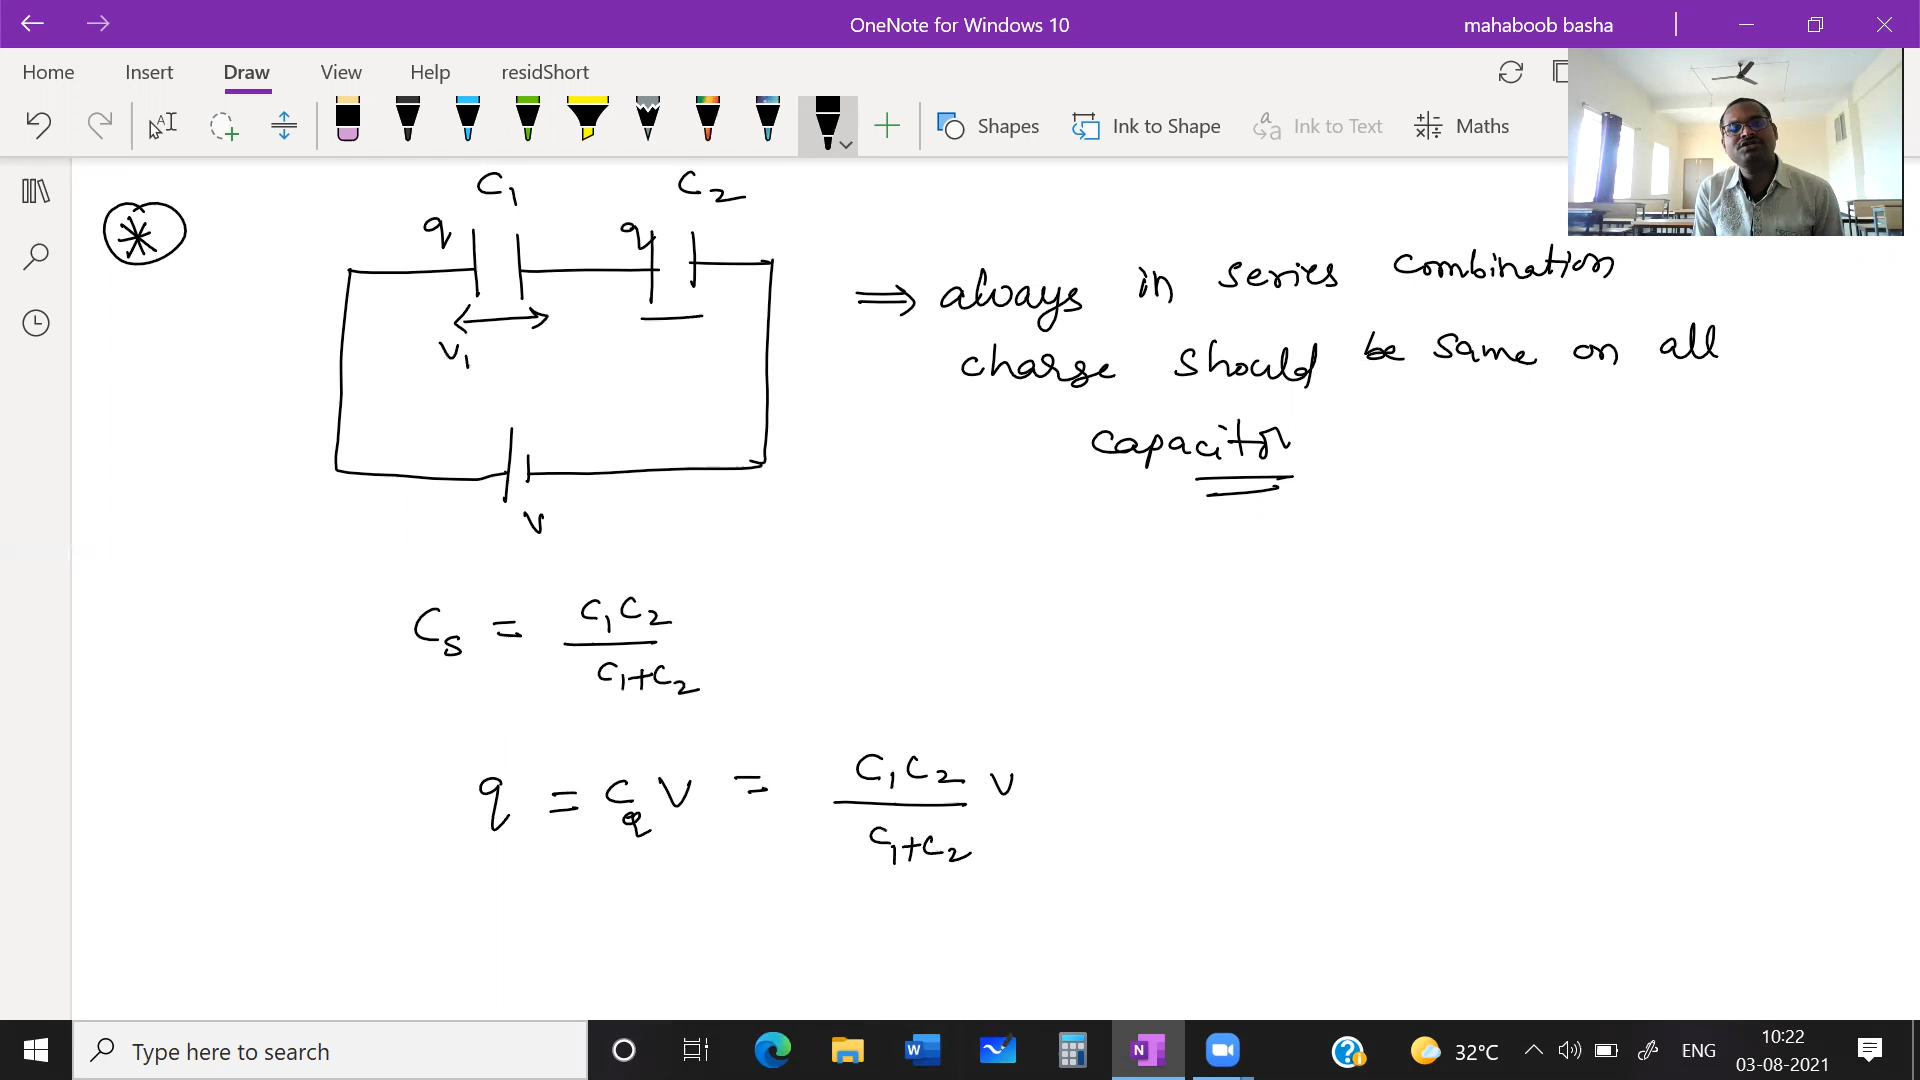 OneNote for Windows 10
mahaboob basha
Home Insert Draw View Help residShort
Shapes Ink to Shape Ink to Text Maths
C1 C2
q q
V1
V
⇒ always in series combination
charge should be same on all
capacitor
Cs = C1C2 / C1+C2
q = Cq V = C1C2 / C1+C2 V
Type here to search
32°C
ENG
10:22
03-08-2021